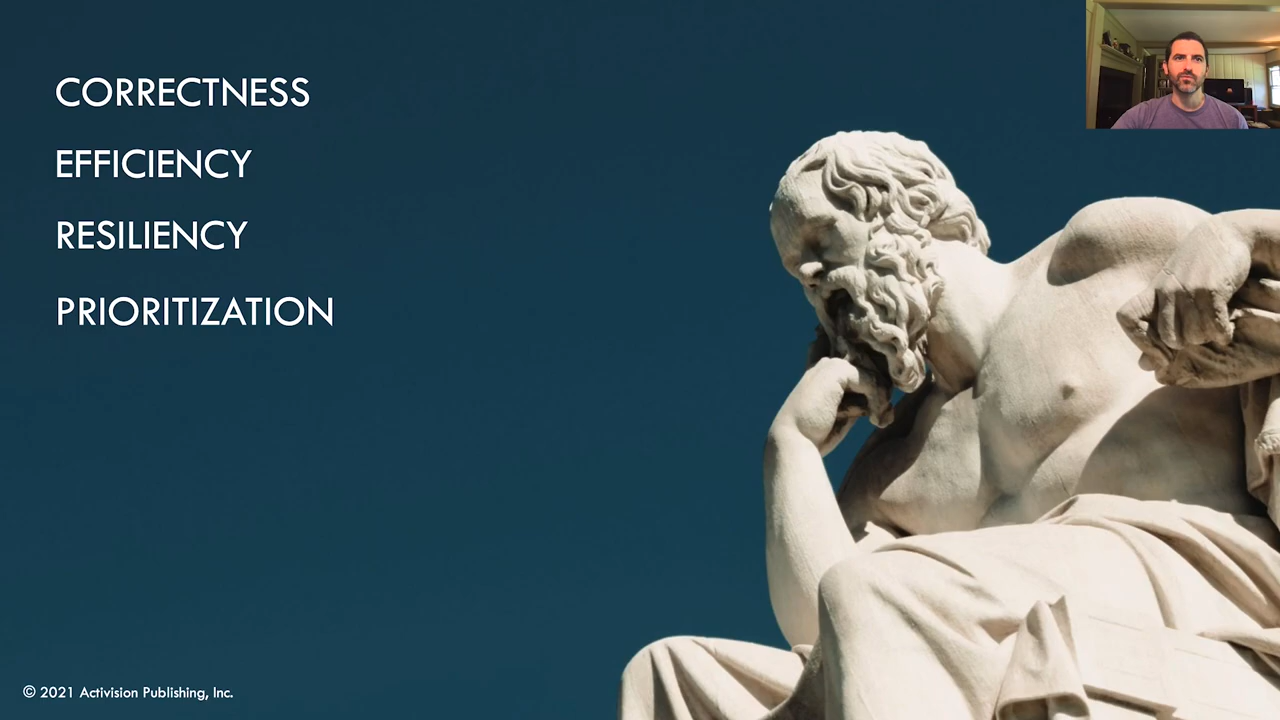 CORRECTNESS
EFFICIENCY
RESILIENCY
PRIORITIZATION
© 2021 Activision Publishing, Inc.